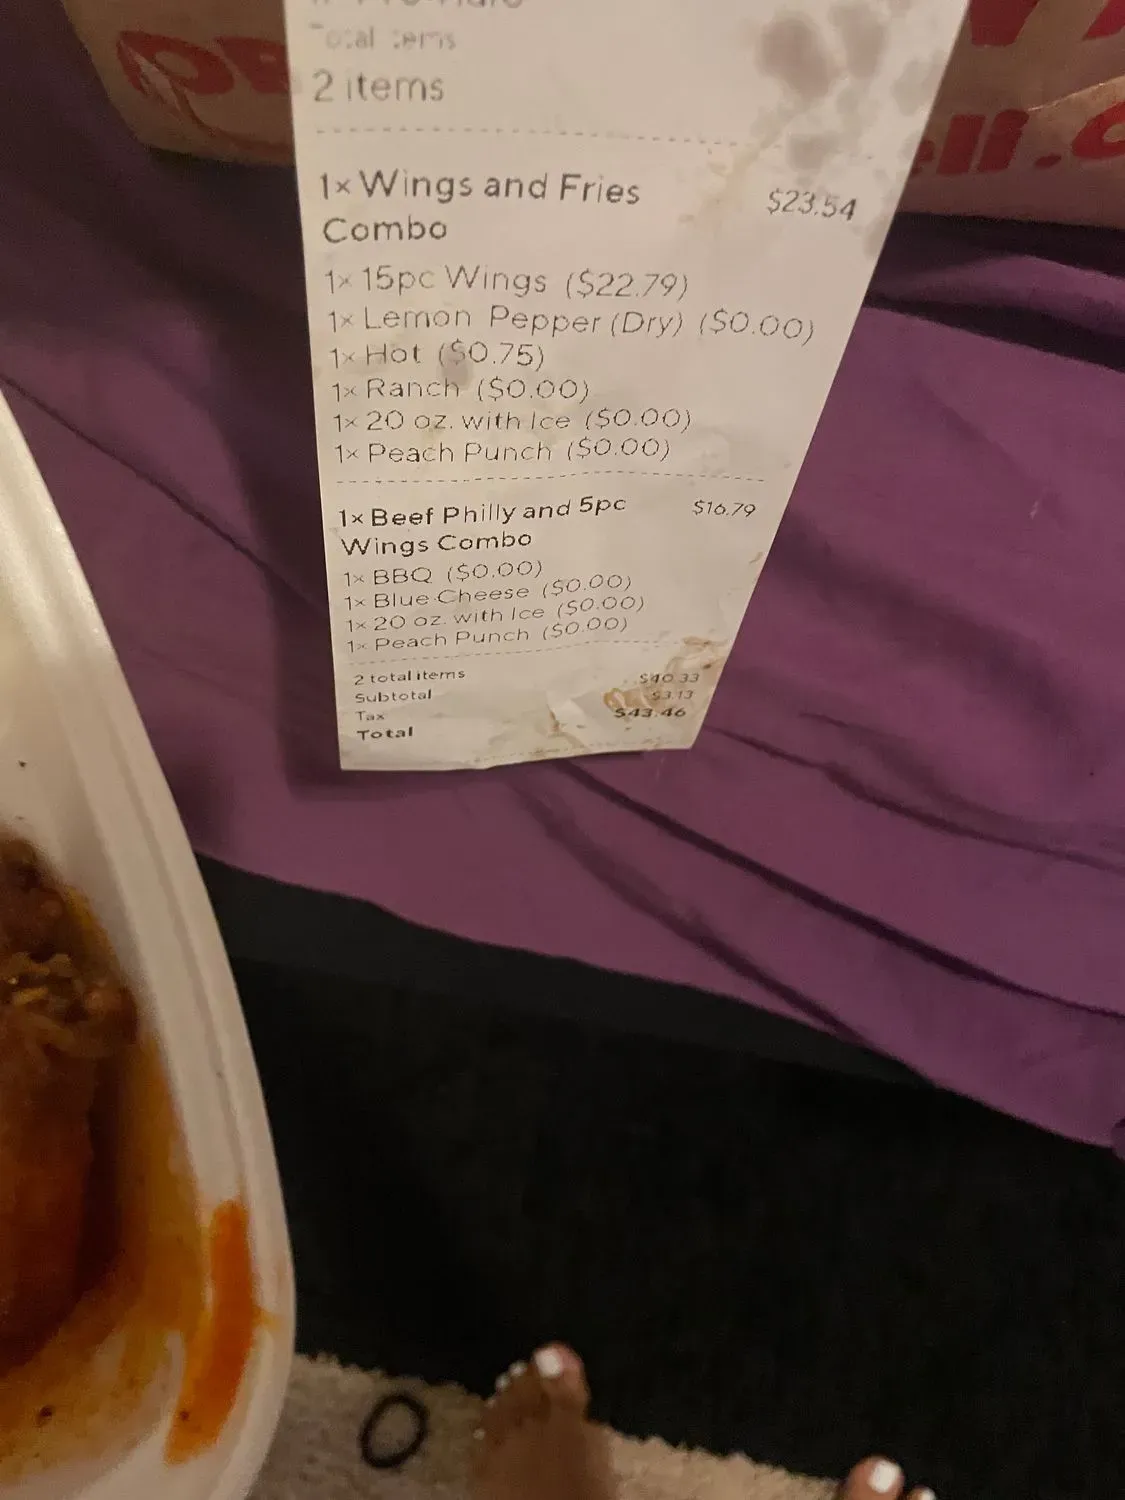 Total items
2 items
1× Wings and Fries $23.54
Combo
1× 15pc Wings ($22.79)
1× Lemon Pepper (Dry) ($0.00)
1× Hot ($0.75)
1× Ranch ($0.00)
1× 20 oz. with Ice ($0.00)
1× Peach Punch ($0.00)
1× Beef Philly and 5pc $16.79
Wings Combo
1× BBQ ($0.00)
1× Blue Cheese ($0.00)
1× 20 oz. with Ice ($0.00)
1× Peach Punch ($0.00)
2 total items
Subtotal $40.33
Tax $3.13
Total $43.46